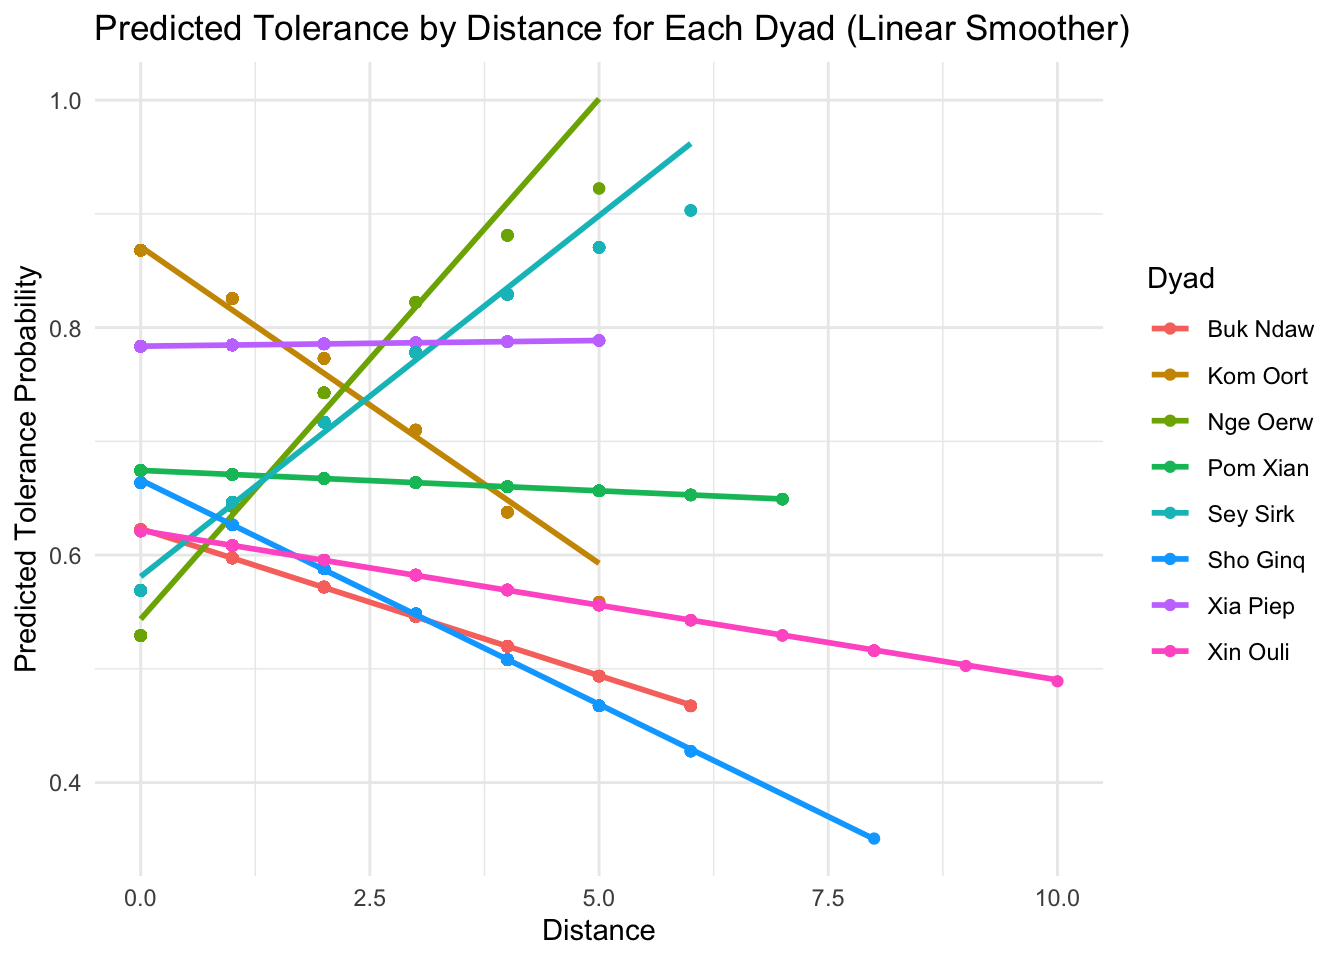 Predicted Tolerance by Distance for Each Dyad (Linear Smoother)
1.0
0.8
0.6
0.4
Predicted Tolerance Probability
0.0 2.5 5.0 7.5 10.0
Distance
Dyad
Buk Ndaw
Kom Oort
Nge Oerw
Pom Xian
Sey Sirk
Sho Ginq
Xia Piep
Xin Ouli